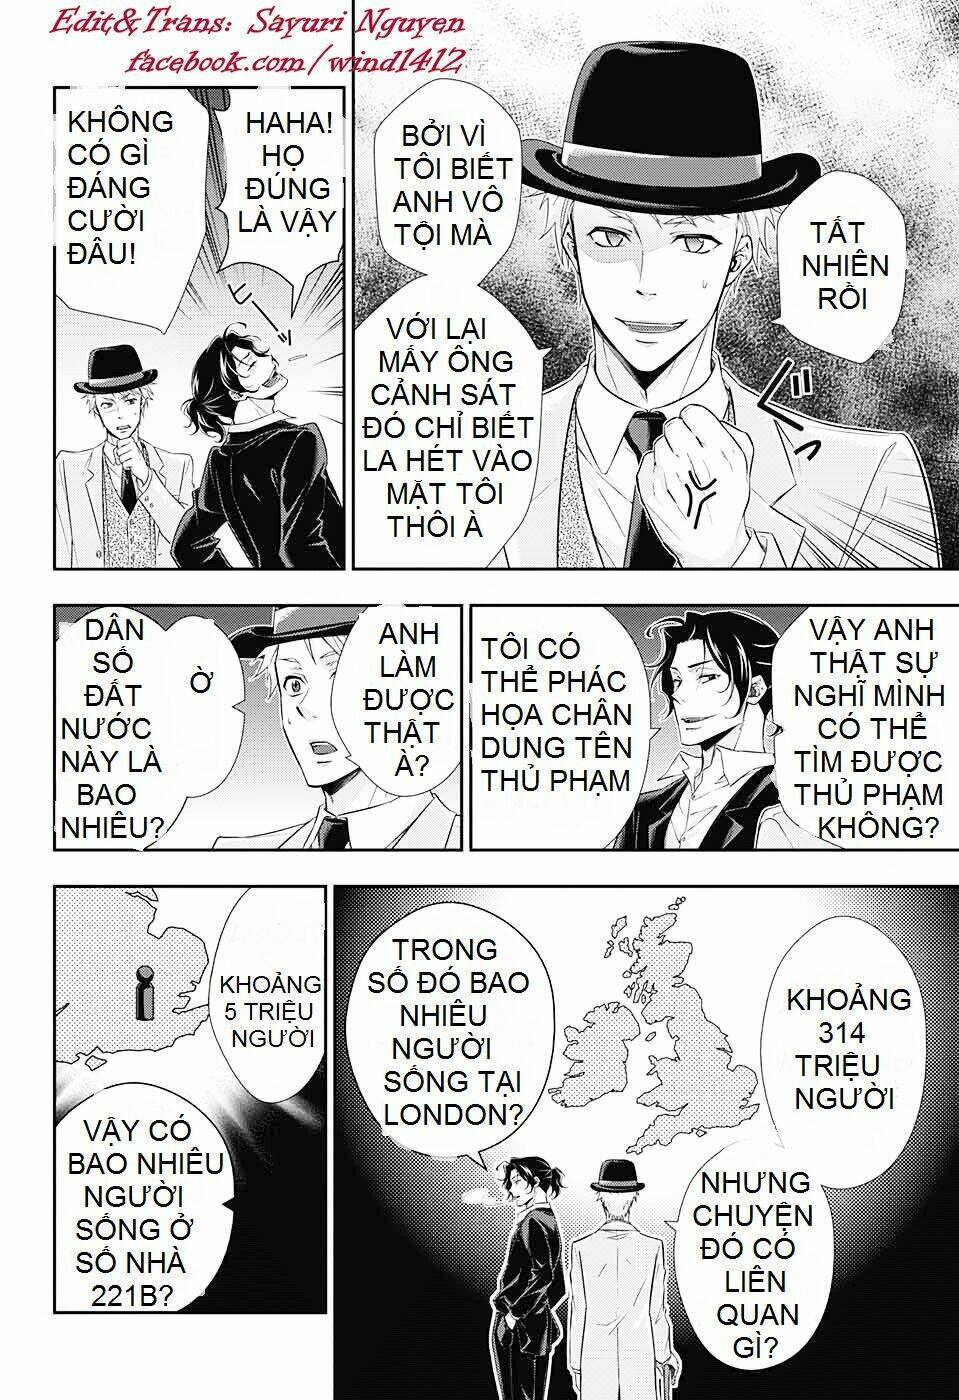 Edit&Trans: Sayuri Nguyen
facebook.com/wind1412
TẤT
NHIÊN
RỒI
BỞI VÌ
TÔI BIẾT
ANH VÔ
TỘI MÀ
VỚI LẠI
MẤY ÔNG
CẢNH SÁT
ĐÓ CHỈ BIẾT
LA HÉT VÀO
MẶT TÔI
THÔI À
HAHA!
HỌ
ĐÚNG
LÀ VẬY
KHÔNG
CÓ GÌ
ĐÁNG
CƯỜI
ĐÂU!
VẬY ANH
THẬT SỰ
NGHĨ MÌNH
CÓ THỂ
TÌM ĐƯỢC
THỦ PHẠM
KHÔNG?
TÔI CÓ
THỂ PHÁC
HỌA CHÂN
DUNG TÊN
THỦ PHẠM
ANH
LÀM
ĐƯỢC
THẬT
À?
Ờ
DÂN
SỐ
ĐẤT
NƯỚC
NÀY LÀ
BAO
NHIÊU?
KHOẢNG
314
TRIỆU
NGƯỜI
NHƯNG
CHUYỆN
ĐÓ CÓ
LIÊN
QUAN
GÌ?
TRONG
SỐ ĐÓ BAO
NHIÊU
NGƯỜI
SỐNG TẠI
LONDON?
KHOẢNG
5 TRIỆU
NGƯỜI
VẬY CÓ
BAO NHIÊU
NGƯỜI
SỐNG Ở
SỐ NHÀ
221B?